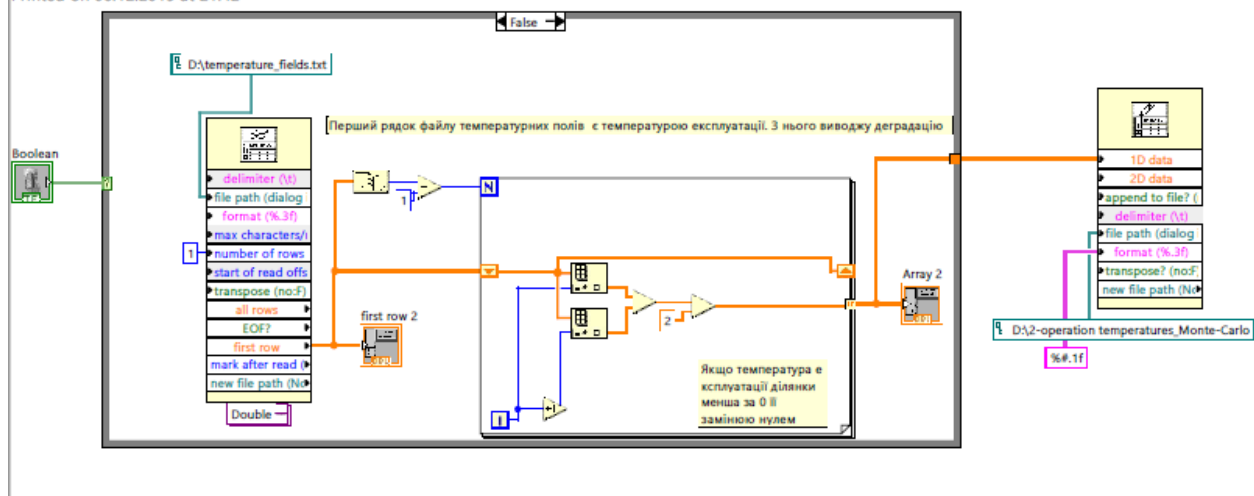 False
D:\temperature_fields.txt
Перший рядок файлу температурних полів є температурою експлуатації. З нього виводжу деградацію
Boolean
TF
delimiter (\t)
file path (dialog
format (%.3f)
max characters/
1
number of rows
start of read offs
transpose (no:F)
all rows
EOF?
first row
mark after read (
new file path (No
Double
first row 2
1
N
i
+1
2
Якщо температура е
ксплуатації ділянки
менша за 0 її
замінюю нулем
Array 2
1D data
2D data
append to file? (
delimiter (\t)
file path (dialog
format (%.3f)
transpose? (no:F)
new file path (No
D:\2-operation temperatures_Monte-Carlo
%#.1f